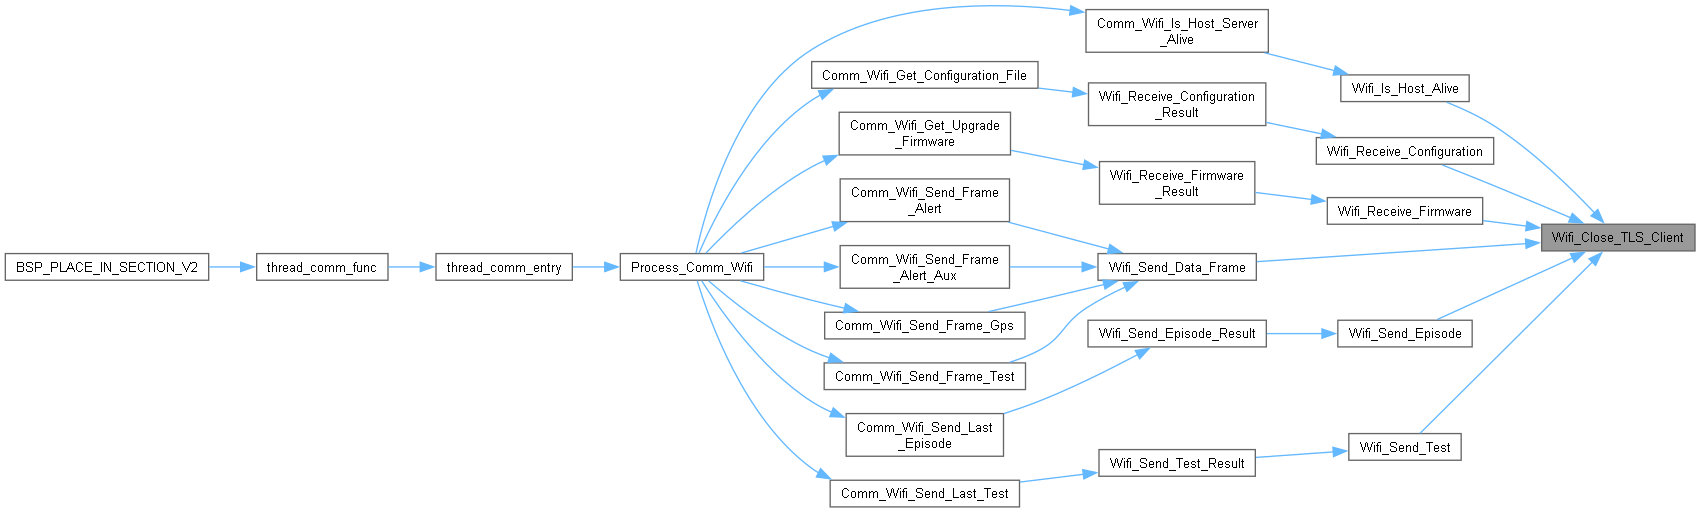 BSP_PLACE_IN_SECTION_V2
thread_comm_func
thread_comm_entry
Process_Comm_Wifi
Comm_Wifi_Is_Host_Server
_Alive
Comm_Wifi_Get_Configuration_File
Comm_Wifi_Get_Upgrade
_Firmware
Comm_Wifi_Send_Frame
_Alert
Comm_Wifi_Send_Frame
_Alert_Aux
Comm_Wifi_Send_Frame_Gps
Comm_Wifi_Send_Frame_Test
Comm_Wifi_Send_Last
_Episode
Comm_Wifi_Send_Last_Test
Wifi_Receive_Configuration
_Result
Wifi_Receive_Firmware
_Result
Wifi_Send_Data_Frame
Wifi_Send_Episode_Result
Wifi_Send_Test_Result
Wifi_Is_Host_Alive
Wifi_Receive_Configuration
Wifi_Receive_Firmware
Wifi_Send_Episode
Wifi_Send_Test
Wifi_Close_TLS_Client